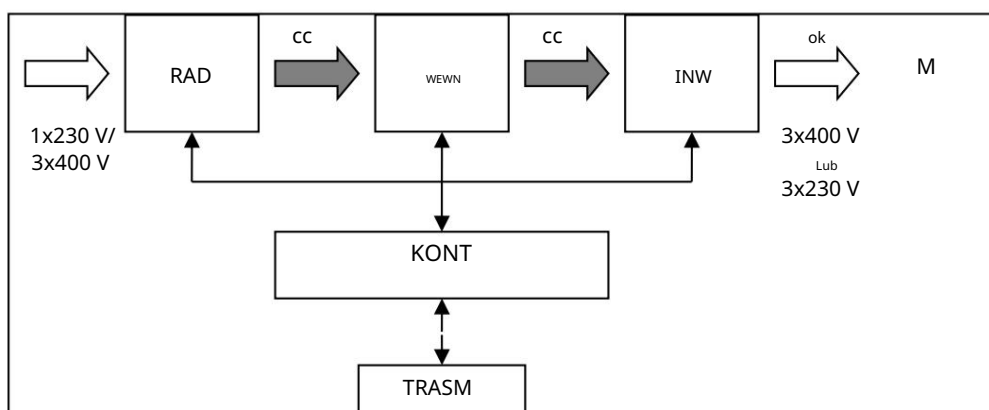 cc
cc
ok
RAD
WEWN
INW
M
1x230 V/
3x400 V
3x400 V
Lub
3x230 V
KONT
TRASM